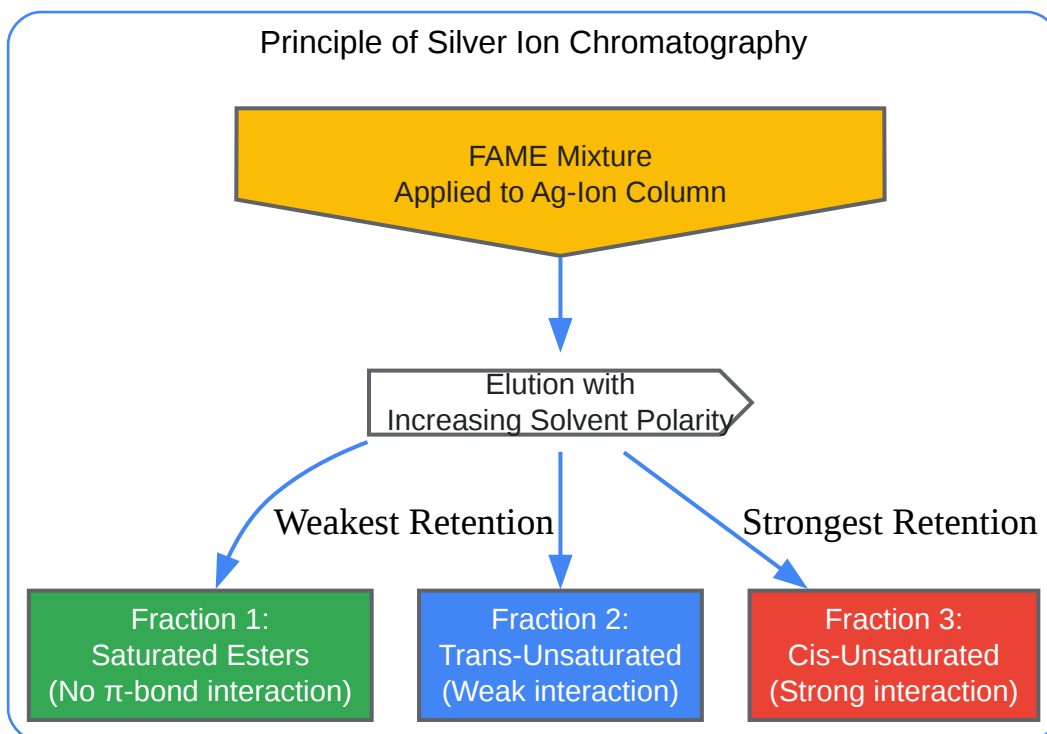 Principle of Silver Ion Chromatography
FAME Mixture
Applied to Ag-Ion Column
Elution with
Increasing Solvent Polarity
Weakest Retention
Strongest Retention
Fraction 1:
Saturated Esters
(No π-bond interaction)
Fraction 2:
Trans-Unsaturated
(Weak interaction)
Fraction 3:
Cis-Unsaturated
(Strong interaction)